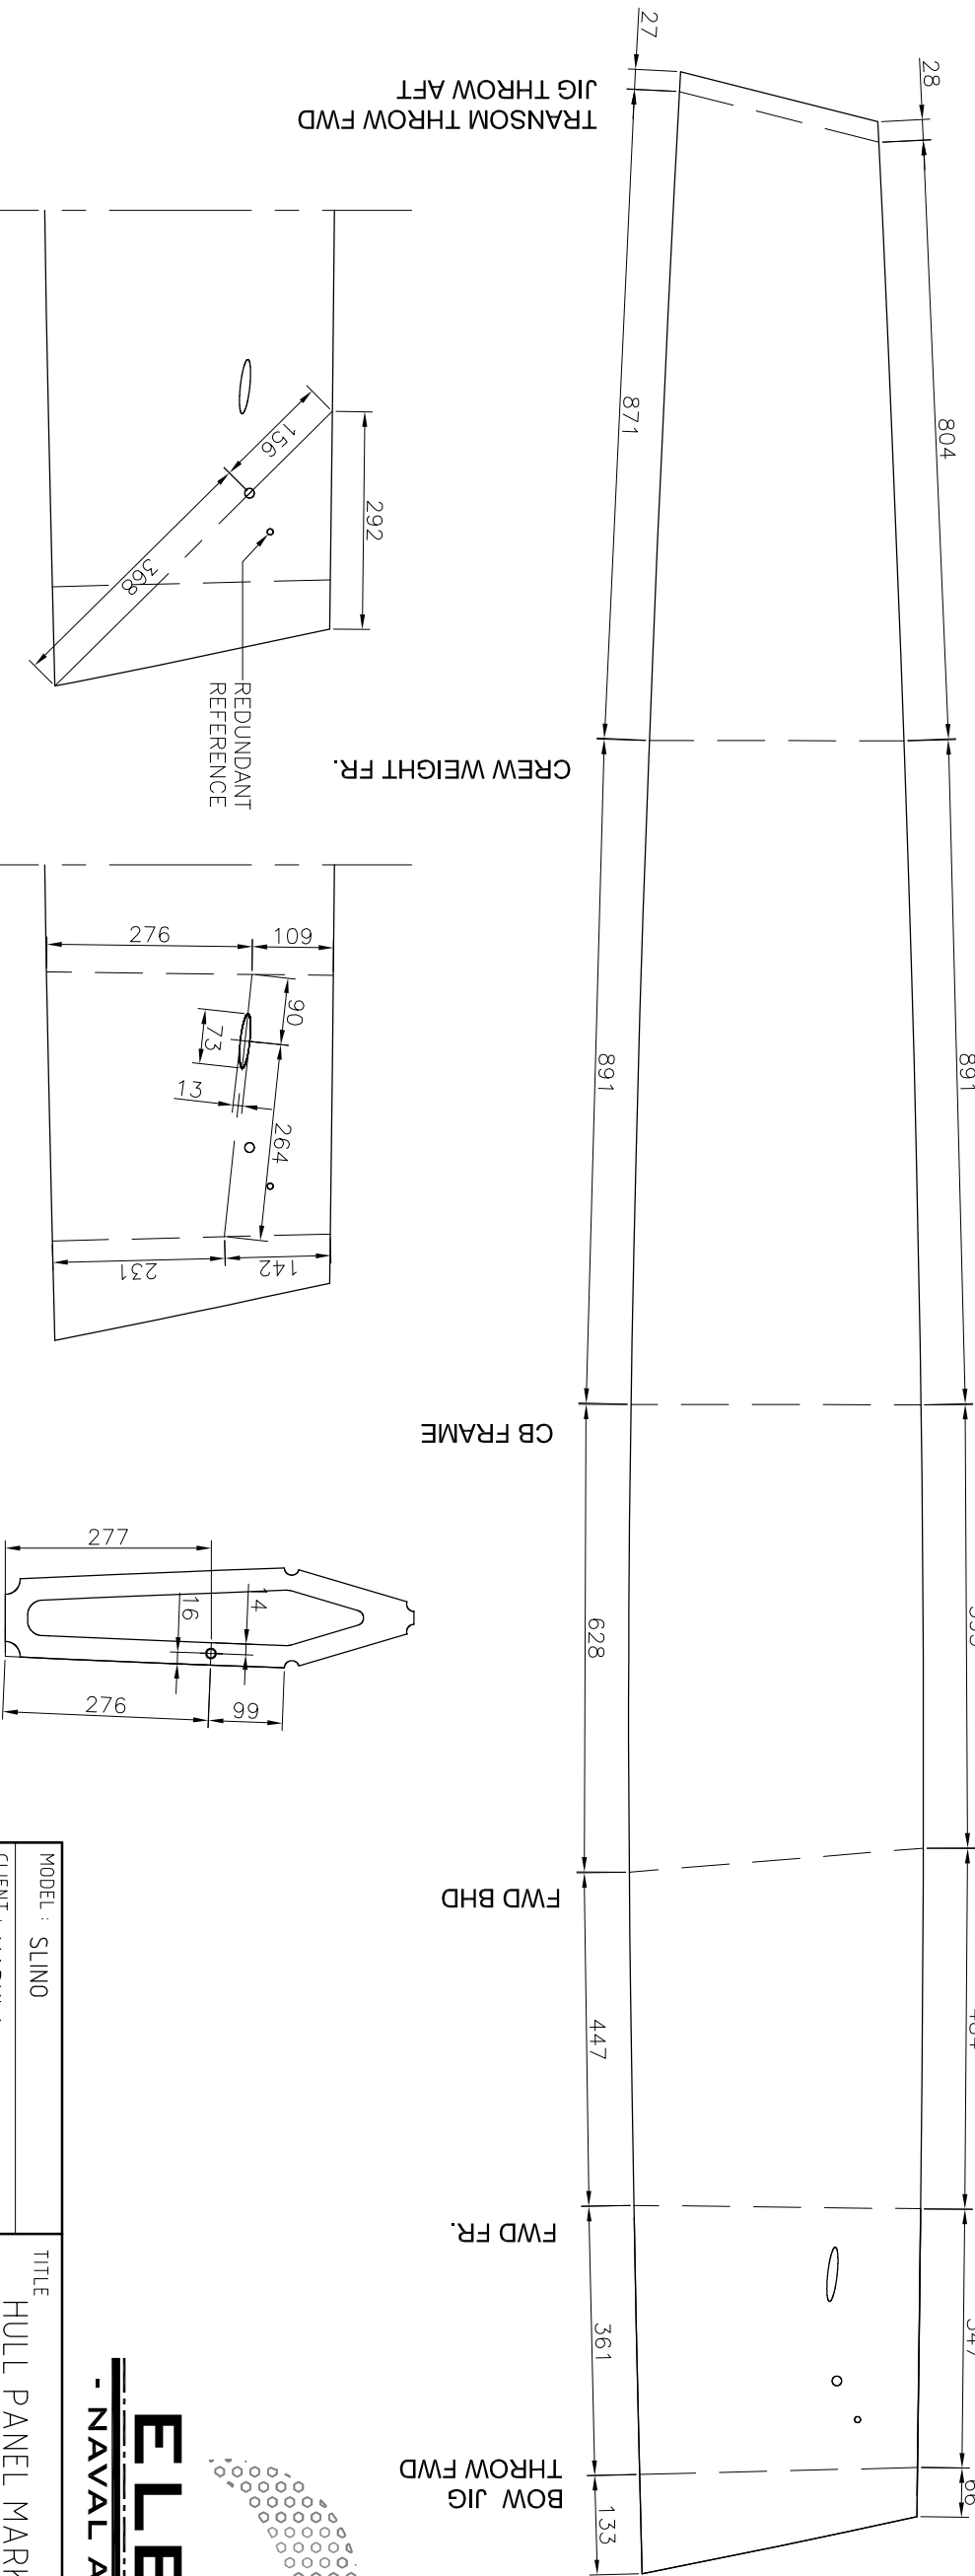 28
804
891
27
871
891
628
447
361
133
TRANSOM THROW FWD
JIG THROW AFT
CREW WEIGHT FR.
CB FRAME
FWD BHD
FWD FR.
BOW JIG
THROW FWD
292
156
368
REDUNDANT
REFERENCE
276
109
90
73
13
264
231
142
277
16
14
276
99
MODEL : SLINO
TITLE
HULL PANEL MARK
ELE
- NAVAL A